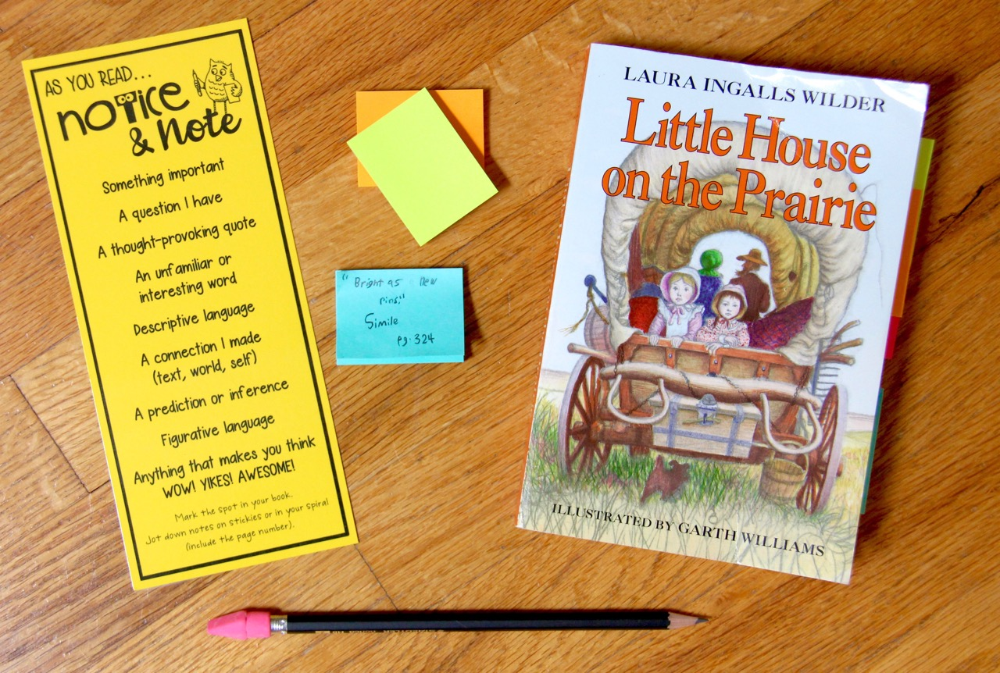 AS YOU READ...
notice
& Note
Something important
A question I have
A thought-provoking quote
An unfamiliar or
interesting word
Descriptive language
A connection I made
(text, world, self)
A prediction or inference
Figurative language
Anything that makes you think
WOW! YIKES! AWESOME!
Mark the spot in your book.
Jot down notes on stickies or in your spiral
(include the page number).
"Bright as new
pins."
Simile
pg. 324
LAURA INGALLS WILDER
Little House
on the Prairie
ILLUSTRATED BY GARTH WILLIAMS